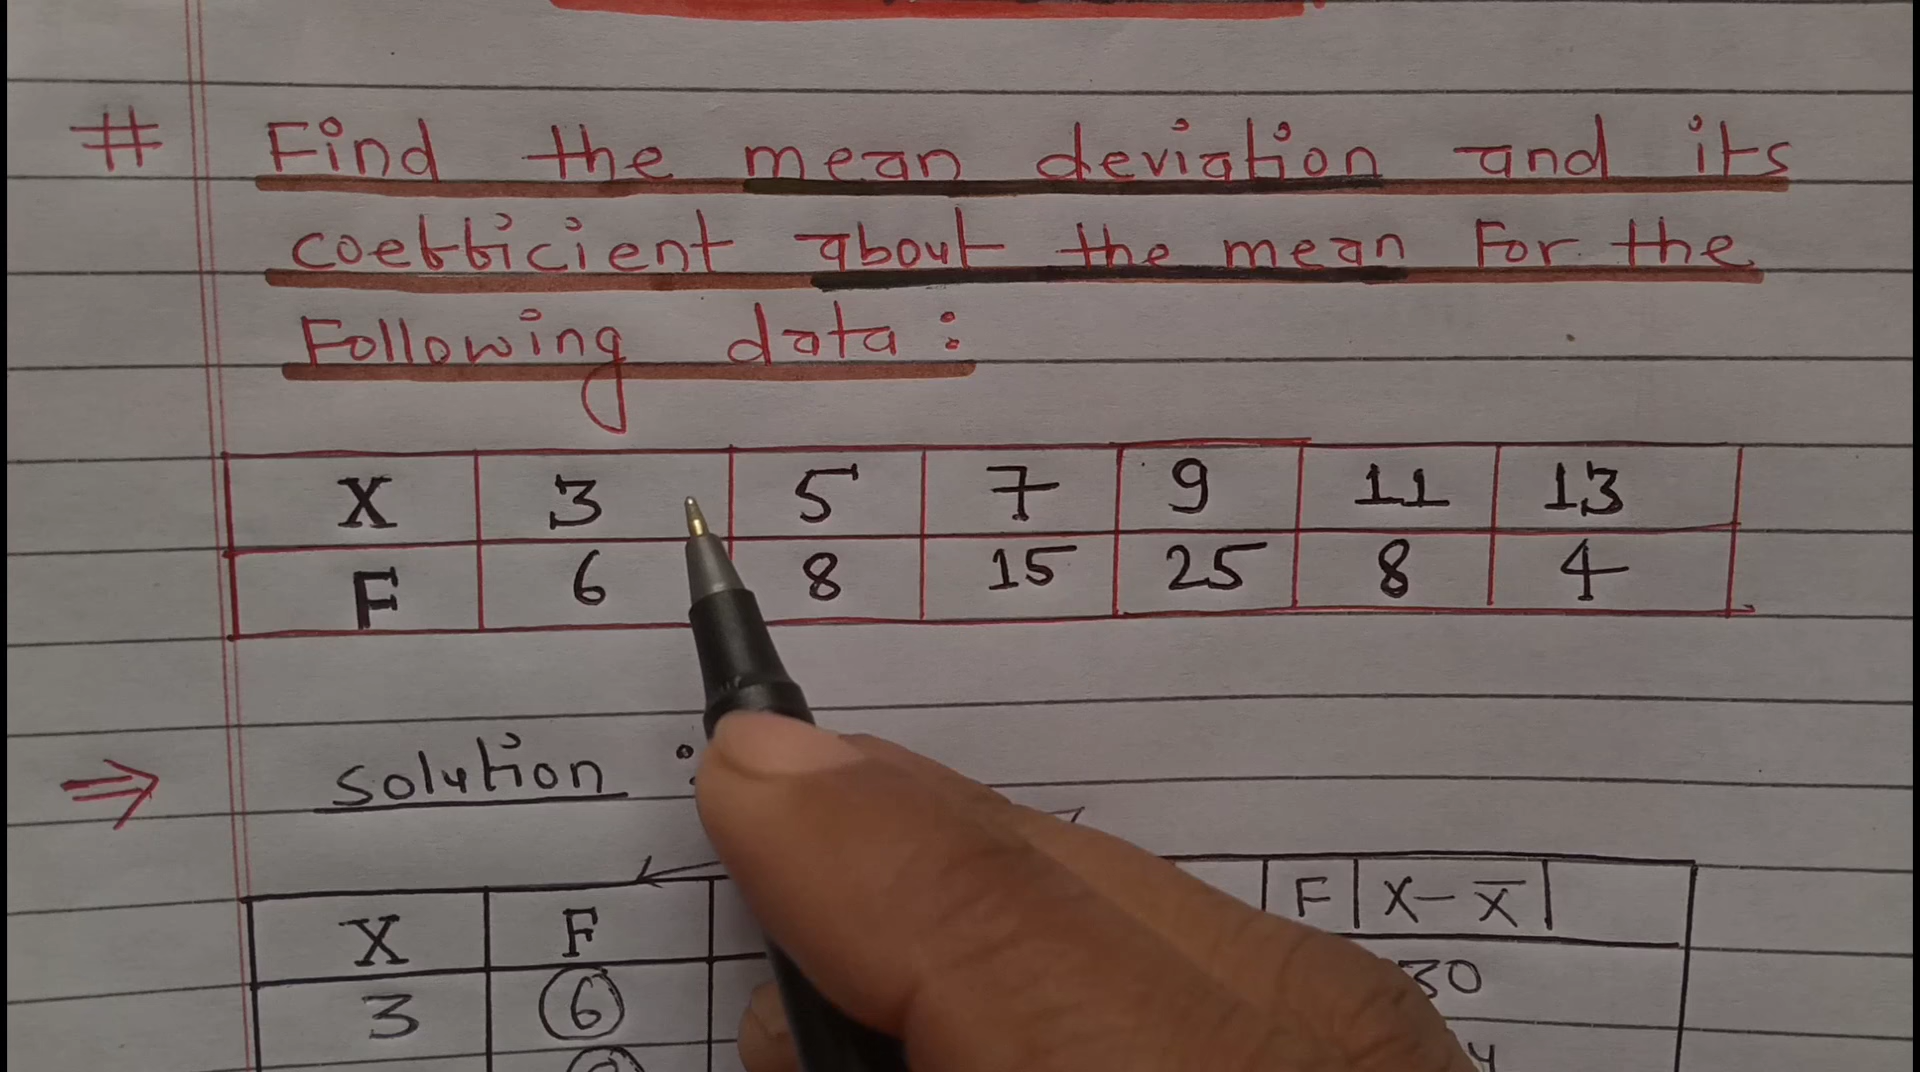 # Find the mean deviation and its
coefficient about the mean For the
Following data:
X 3 5 7 9 11 13
F 6 8 15 25 8 4
⇒ Solution :
X F F|X-X̅|
3 6 30